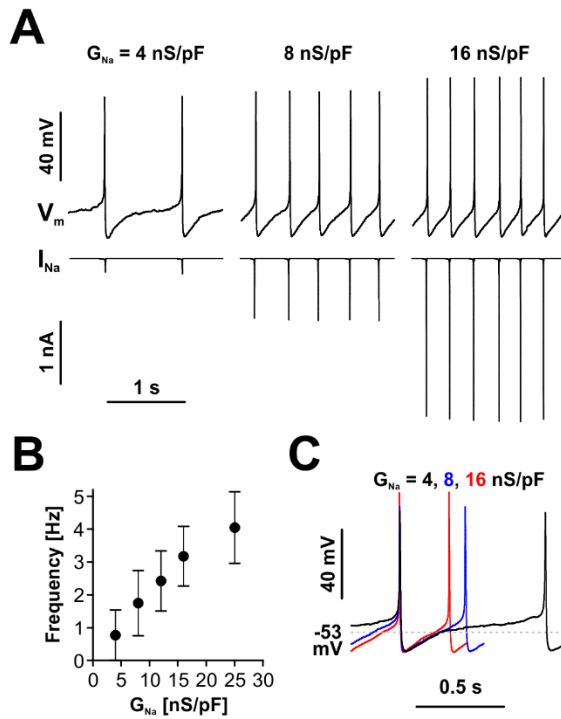 A
G_Na = 4 nS/pF 8 nS/pF 16 nS/pF
40 mV
V_m
I_Na
1 nA
1 s
B
Frequency [Hz]
5
4
3
2
1
0
0 5 10 15 20 25 30
G_Na [nS/pF]
C
G_Na = 4, 8, 16 nS/pF
40 mV
-53
mV
0.5 s